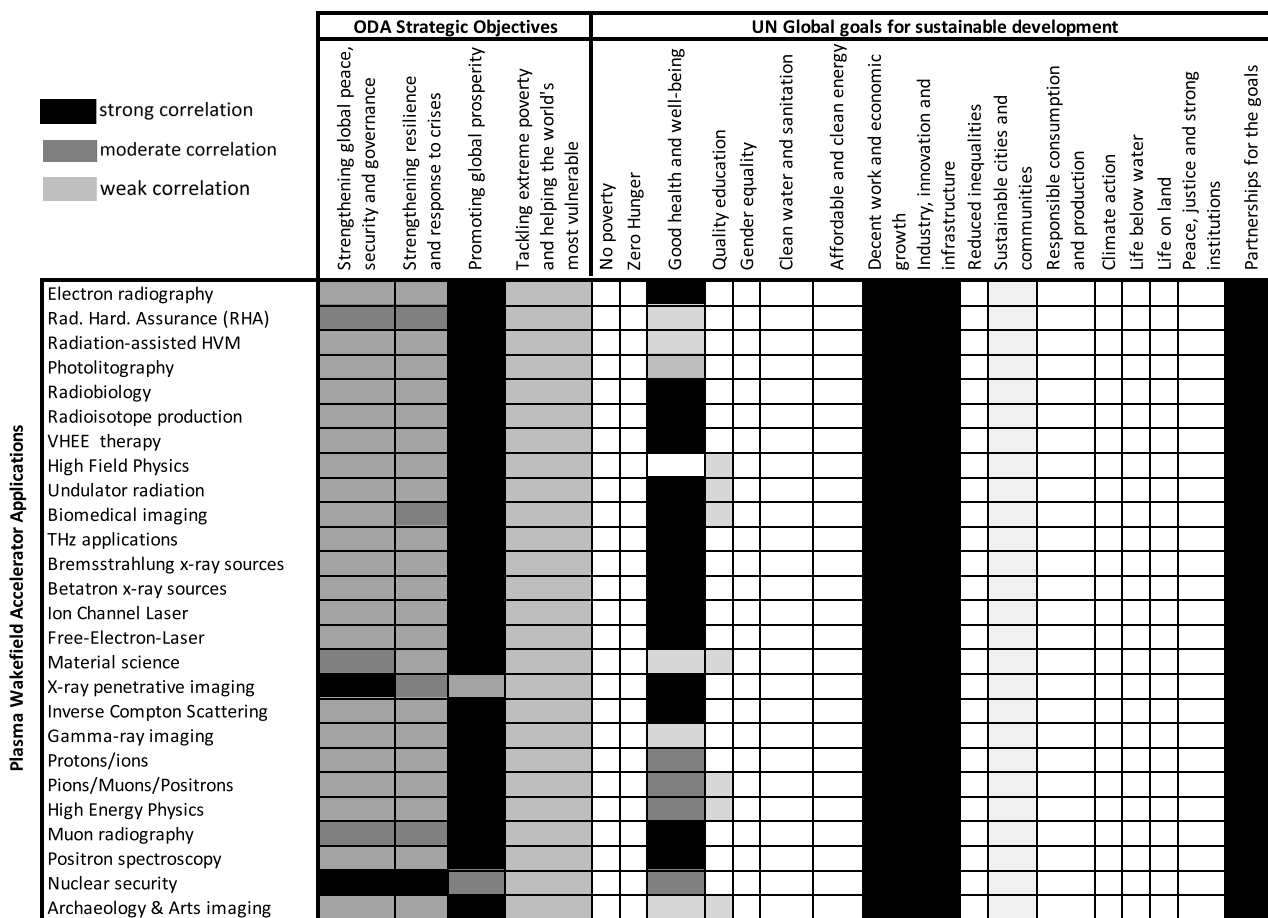 ODA Strategic Objectives
UN Global goals for sustainable development
strong correlation
moderate correlation
weak correlation
Strengthening global peace,
security and governance
Strengthening resilience
and response to crises
Promoting global prosperity
Tackling extreme poverty
and helping the world's
most vulnerable
No poverty
Zero Hunger
Good health and well-being
Quality education
Gender equality
Clean water and sanitation
Affordable and clean energy
Decent work and economic
growth
Industry, innovation and
infrastructure
Reduced inequalities
Sustainable cities and
communities
Responsible consumption
and production
Climate action
Life below water
Life on land
Peace, justice and strong
institutions
Partnerships for the goals
Plasma Wakefield Accelerator Applications
Electron radiography
Rad. Hard. Assurance (RHA)
Radiation-assisted HVM
Photolitography
Radiobiology
Radioisotope production
VHEE therapy
High Field Physics
Undulator radiation
Biomedical imaging
THz applications
Bremsstrahlung x-ray sources
Betatron x-ray sources
Ion Channel Laser
Free-Electron-Laser
Material science
X-ray penetrative imaging
Inverse Compton Scattering
Gamma-ray imaging
Protons/ions
Pions/Muons/Positrons
High Energy Physics
Muon radiography
Positron spectroscopy
Nuclear security
Archaeology & Arts imaging